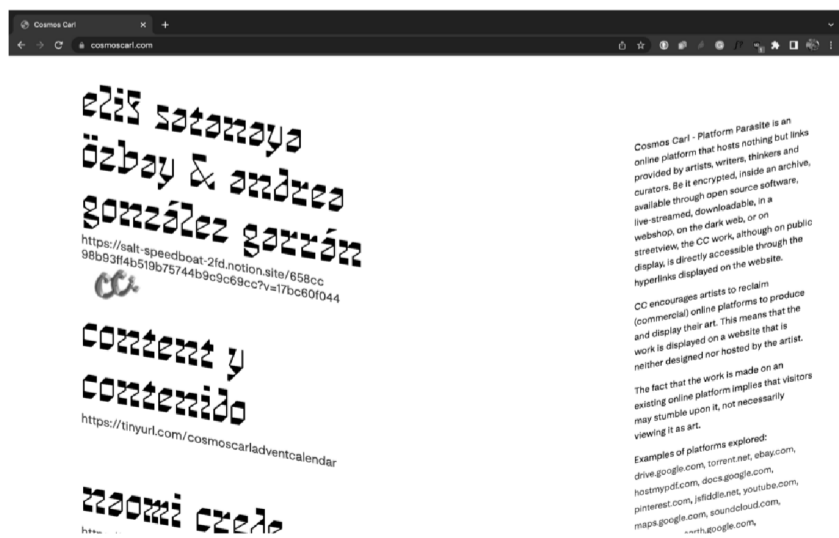 Cosmos Carl
cosmoscarl.com
elif satanaya
özbay & andrea
gonzález garrán
https://salt-speedboat-2fd.notion.site/658cc
98b93ff4b519b75744b9c9c69cc?v=17bc60f044
cc.
content y
contenido
https://tinyurl.com/cosmoscarladventcalendar
naomi crede
Cosmos Carl - Platform Parasite is an
online platform that hosts nothing but links
provided by artists, writers, thinkers and
curators. Be it encrypted, inside an archive,
available through open source software,
live-streamed, downloadable, in a
webshop, on the dark web, or on
streetview, the CC work, although on public
display, is directly accessible through the
hyperlinks displayed on the website.
CC encourages artists to reclaim
(commercial) online platforms to produce
and display their art. This means that the
work is displayed on a website that is
neither designed nor hosted by the artist.
The fact that the work is made on an
existing online platform implies that visitors
may stumble upon it, not necessarily
viewing it as art.
Examples of platforms explored:
drive.google.com, torrent.net, ebay.com,
hostmypdf.com, docs.google.com,
pinterest.com, jsfiddle.net, youtube.com,
maps.google.com, soundcloud.com,
earth.google.com,